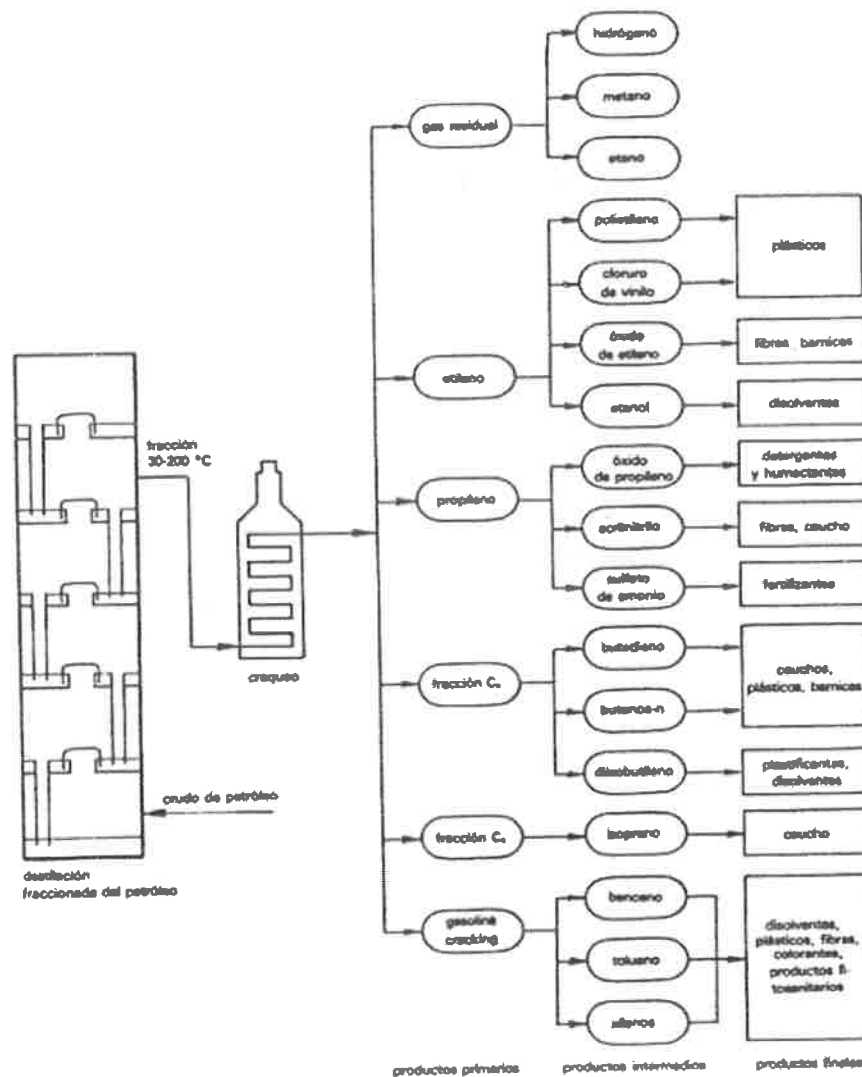 hidrógeno
metano
etano
gas residual
polietileno
cloruro
de vinilo
plásticos
óxido
de etileno
fibras barnices
etileno
etanol
disolventes
fracción
30-200 °C
óxido
de propileno
detergentes
y humectantes
propileno
acrilnitrilo
fibras, caucho
sulfato
de amonio
fertilizantes
craqueo
butadieno
fracción C₄
butenos-n
cauchos,
plásticos, barnices
diisobutileno
plastificantes,
disolventes
crudo de petróleo
fracción
isopreno
caucho
destilación
fraccionada del petróleo
benceno
gasolina
cracking
tolueno
xilenos
disolventes,
plásticos, fibras,
colorantes,
productos fi-
tosanitarios
productos primarios
productos intermedios
productos finales